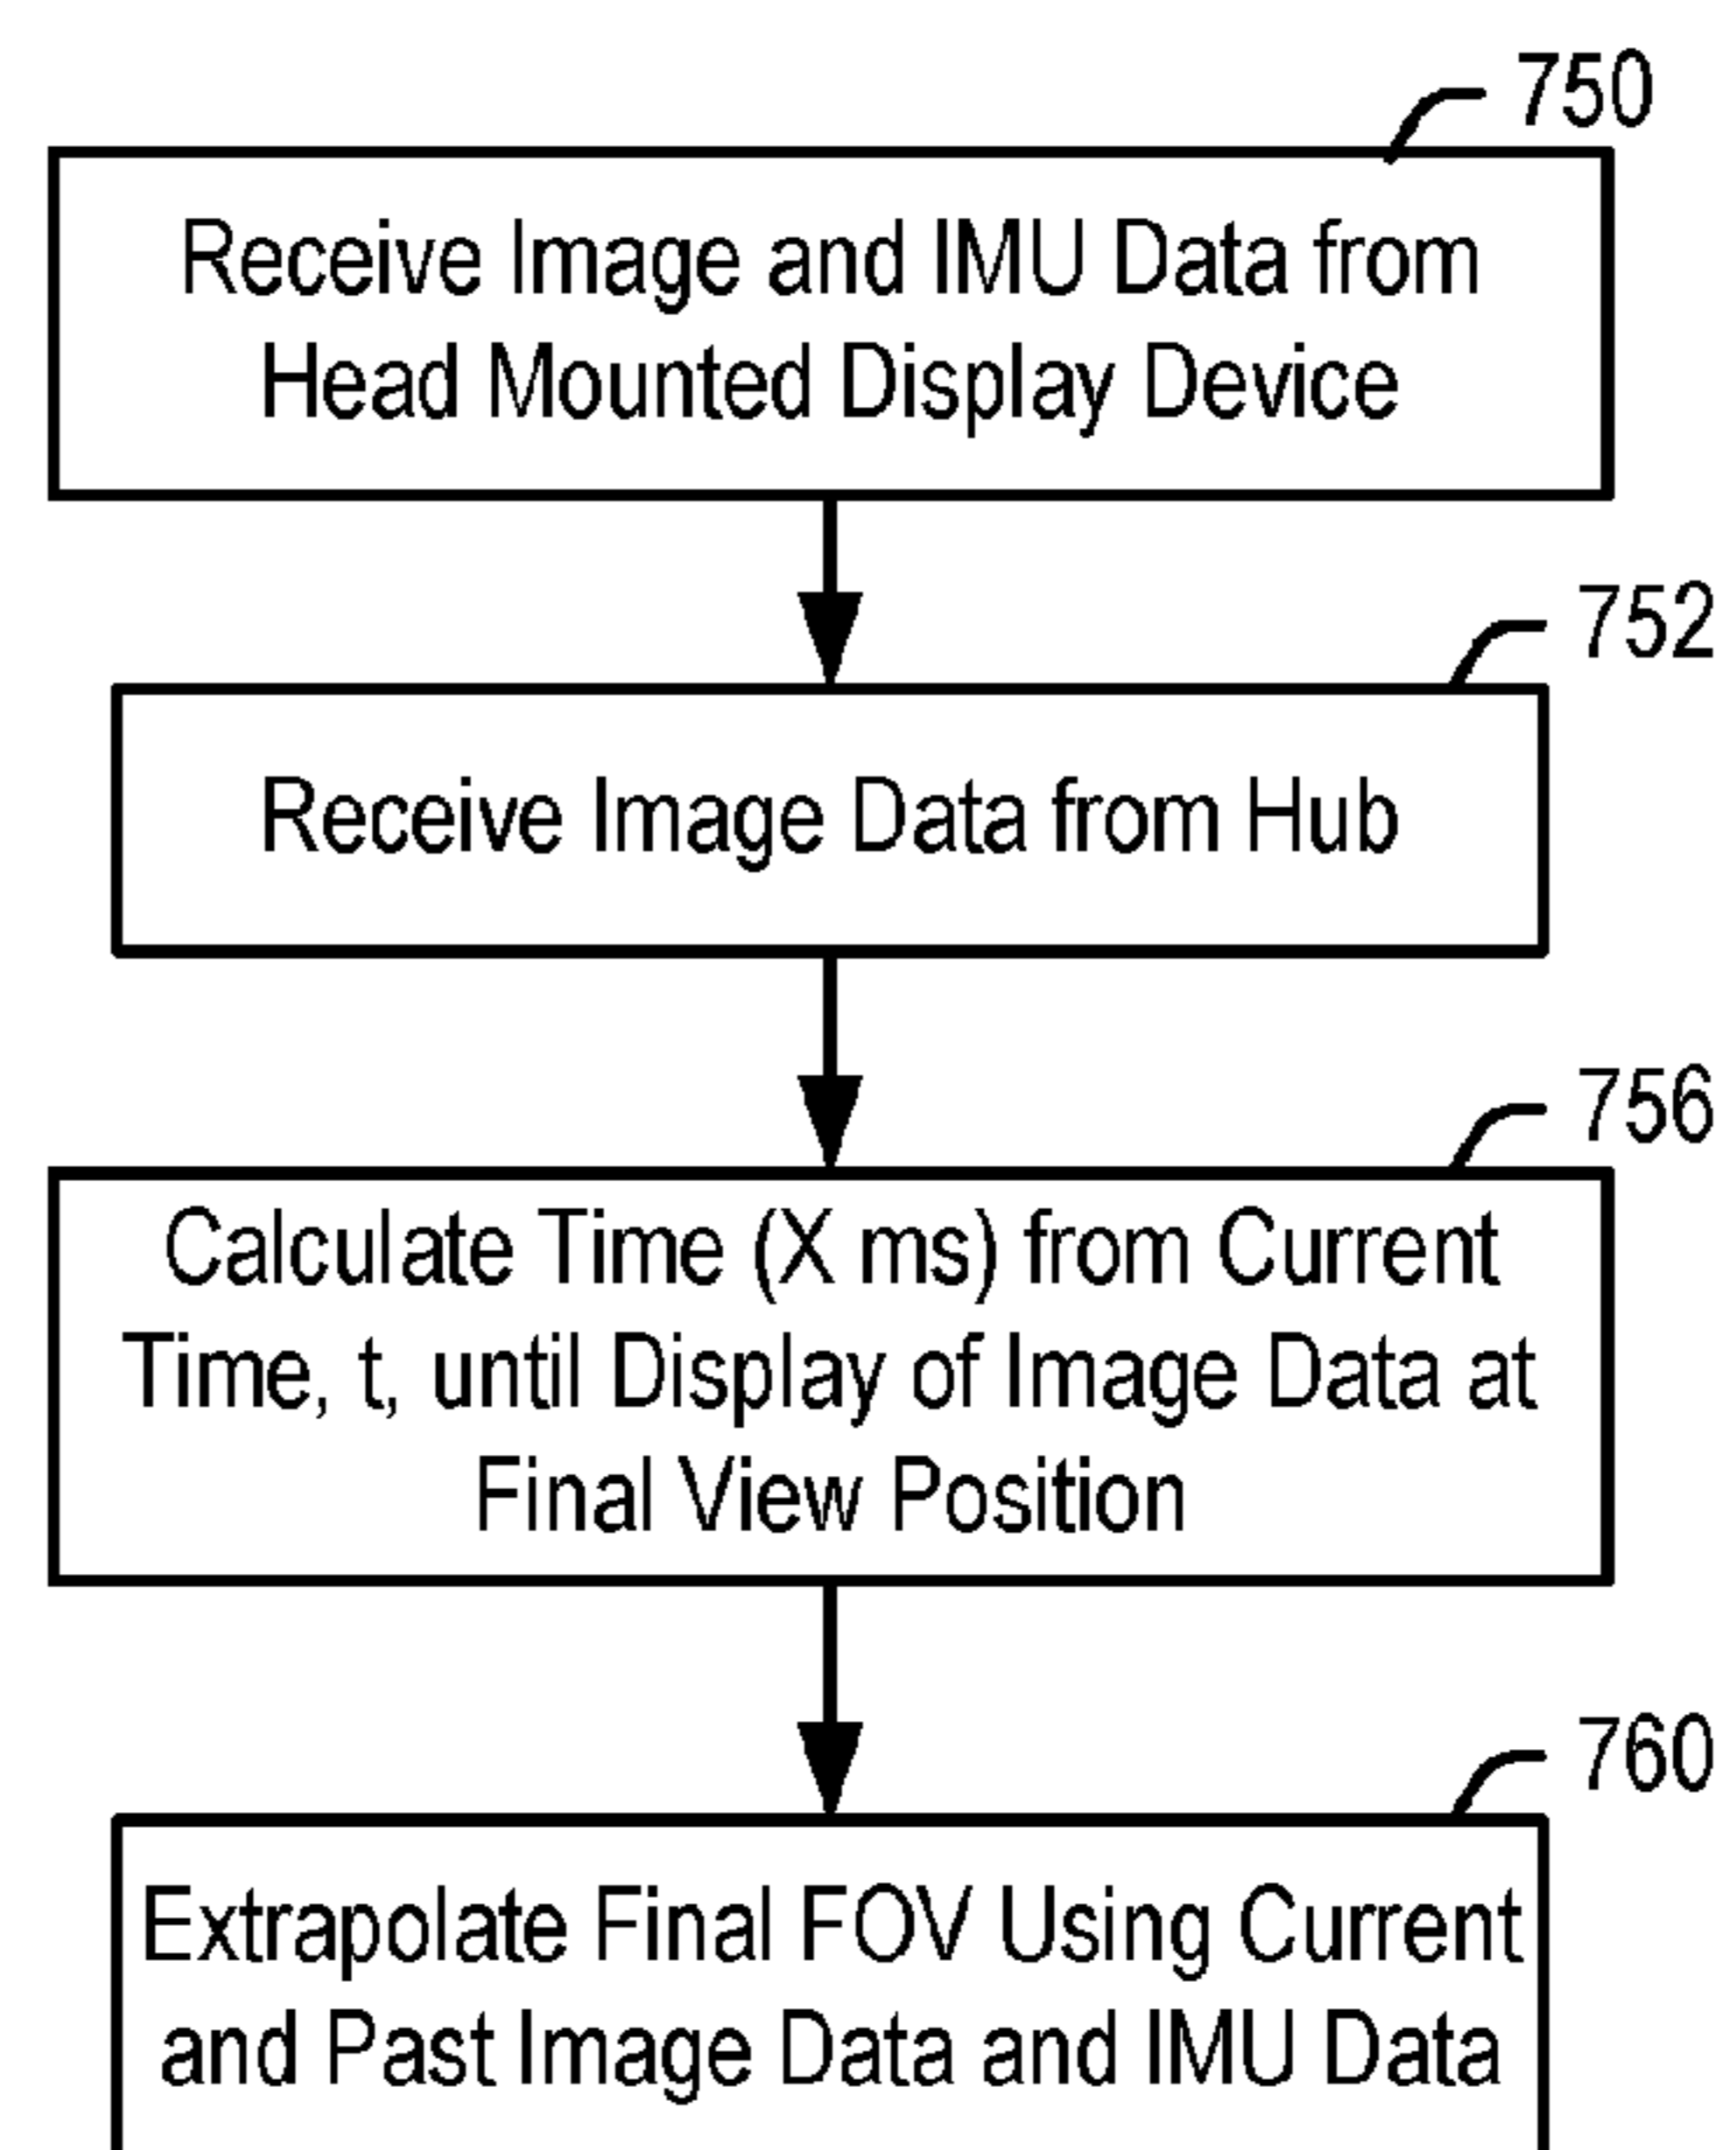 750
Receive Image and IMU Data from
Head Mounted Display Device
752
Receive Image Data from Hub
756
Calculate Time (X ms) from Current
Time, t, until Display of Image Data at
Final View Position
760
Extrapolate Final FOV Using Current
and Past Image Data and IMU Data